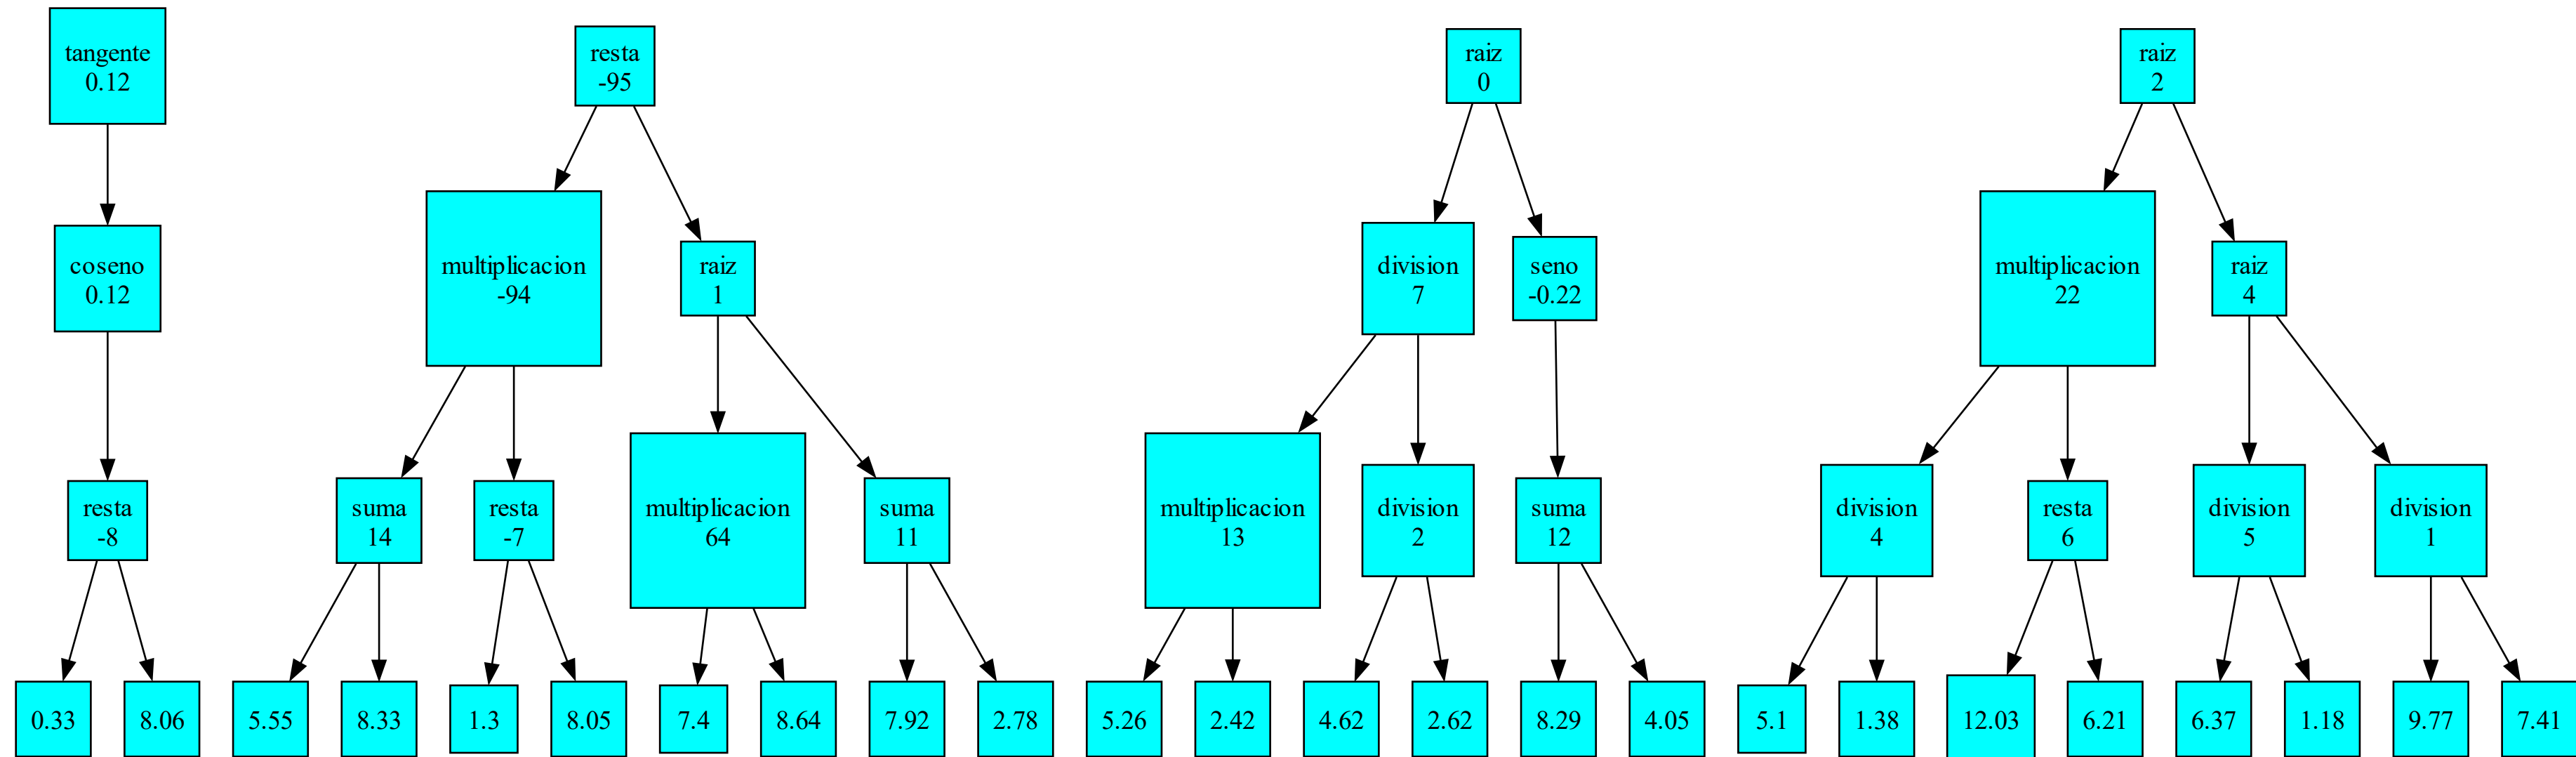 tangente
0.12
resta
-95
raiz
0
raiz
2
coseno
0.12
multiplicacion
-94
raiz
1
division
7
seno
-0.22
multiplicacion
22
raiz
4
resta
-8
suma
14
resta
-7
multiplicacion
64
suma
11
multiplicacion
13
division
2
suma
12
division
4
resta
6
division
5
division
1
0.33
8.06
5.55
8.33
1.3
8.05
7.4
8.64
7.92
2.78
5.26
2.42
4.62
2.62
8.29
4.05
5.1
1.38
12.03
6.21
6.37
1.18
9.77
7.41